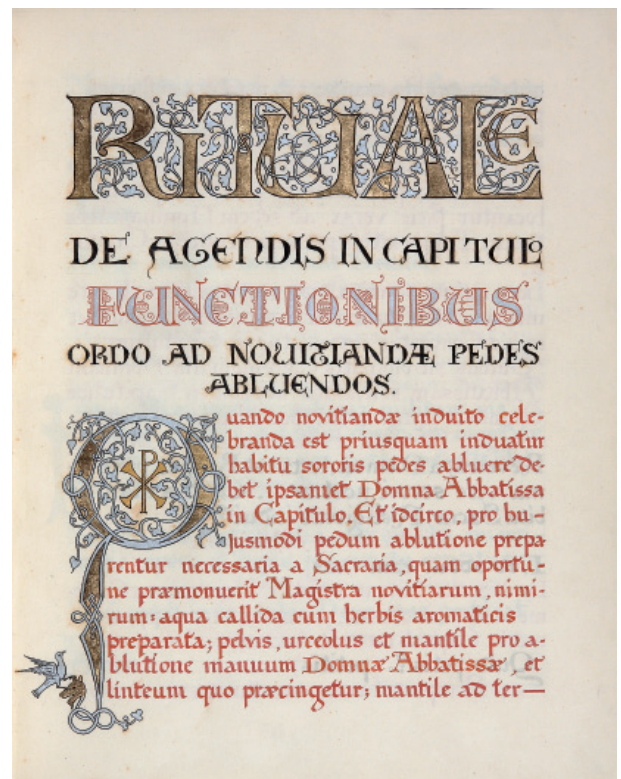 RITUALE
DE AGENDIS IN CAPITULO
FUNCTIONIBUS
ORDO AD NOUITIANDÆ PEDES
ABLUENDOS.
Quando novitiandæ induito cele-
branda est priusquam induatur
habitu sororis pedes abluere de-
bet ipsamet Domna Abbatissa
in Capitulo. Et idcirco, pro hu-
jusmodi pedum ablutione prepa
rentur necessaria a Sacraria, quam oportu-
ne præmonuerit Magistra novitiarum, nimi-
rum: aqua callida cum herbis aromaticis
preparata; pelvis, urceolus et mantile pro a-
blutione manuum Domnæ Abbatissæ, et
linteum quo præcingetur; mantile ad ter—